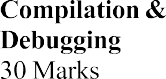 Compilation &
Debugging
30 Marks